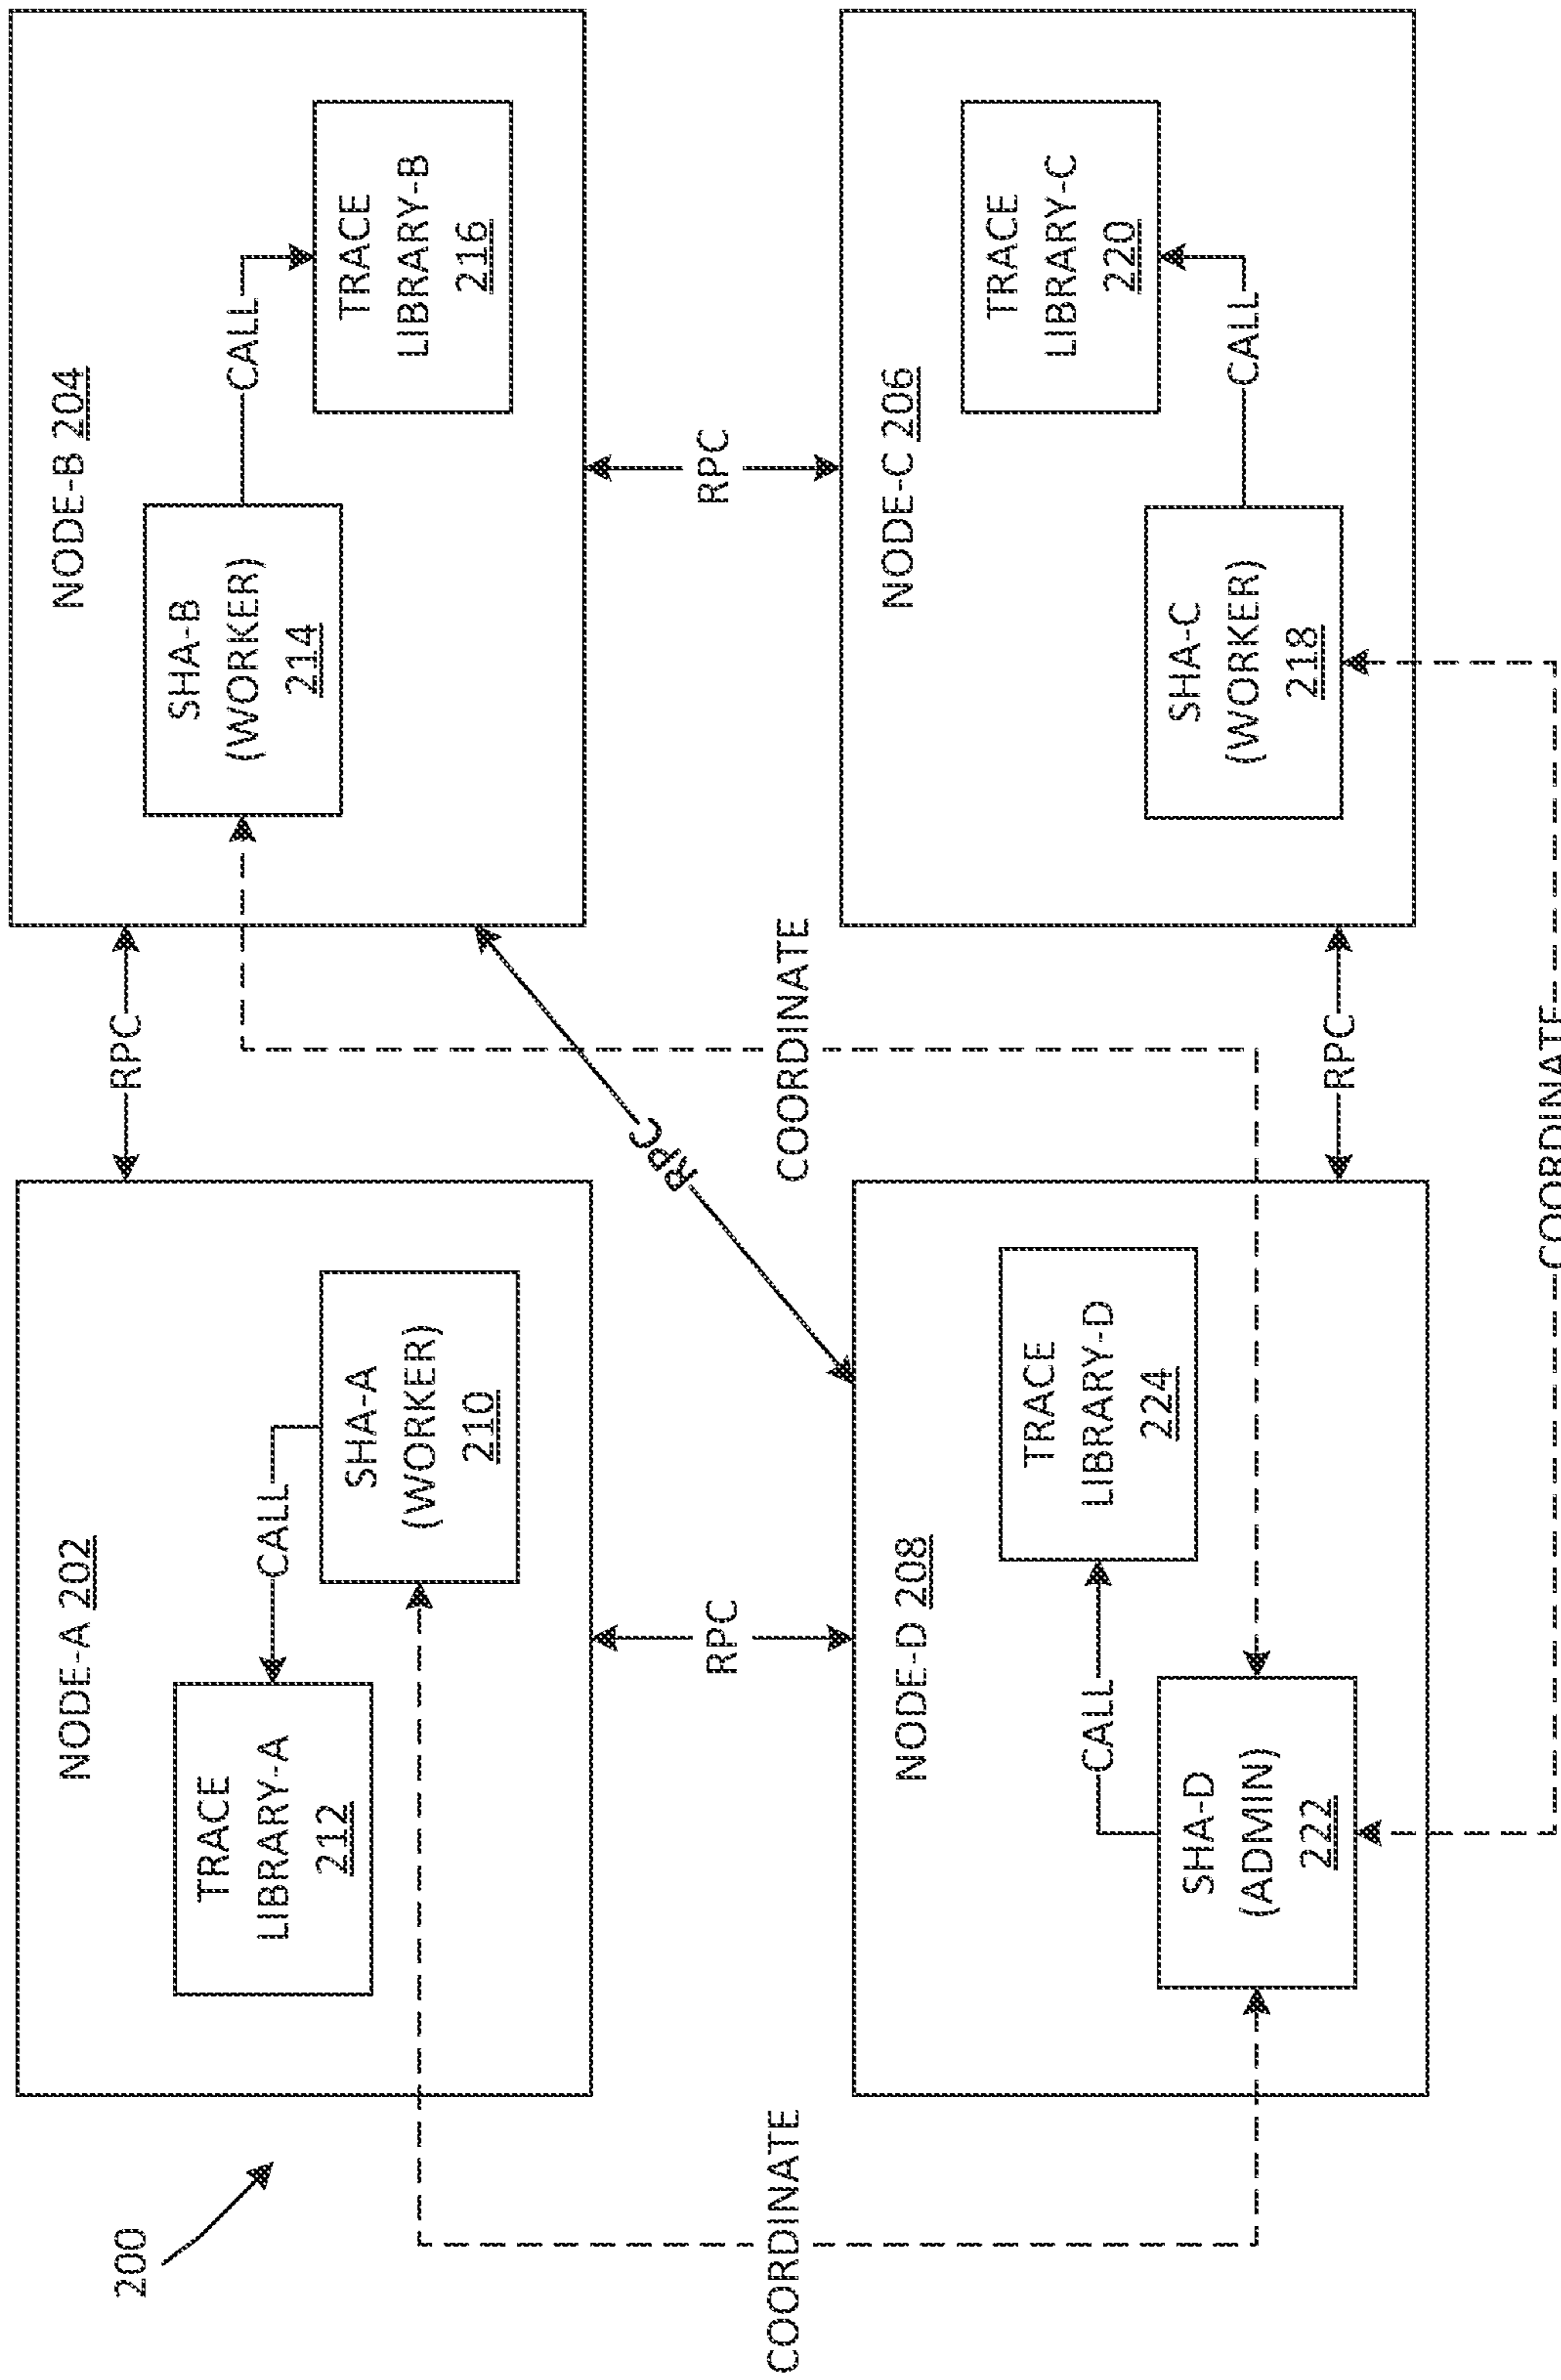 200
NODE-A 202
TRACE
LIBRARY-A
212
CALL
SHA-A
(WORKER)
210
RPC
NODE-B 204
SHA-B
(WORKER)
214
CALL
TRACE
LIBRARY-B
216
COORDINATE
RPC
RPC
COORDINATE
RPC
NODE-D 208
SHA-D
(ADMIN)
222
CALL
TRACE
LIBRARY-D
224
RPC
NODE-C 206
SHA-C
(WORKER)
218
CALL
TRACE
LIBRARY-C
220
COORDINATE